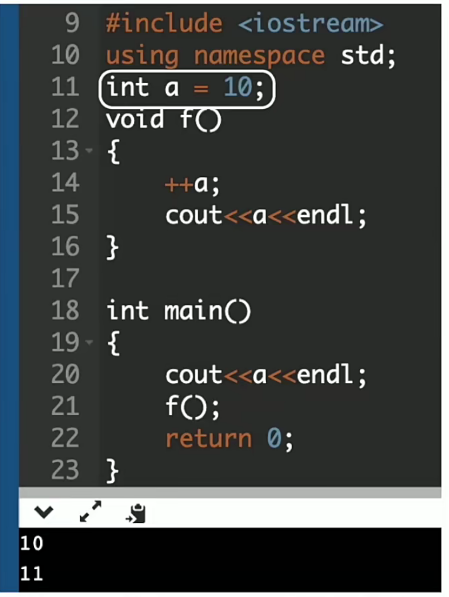 9 #include <iostream>
10 using namespace std;
11 int a = 10;
12 void f()
13 {
14 ++a;
15 cout<<a<<endl;
16 }
17
18 int main()
19 {
20 cout<<a<<endl;
21 f();
22 return 0;
23 }
10
11